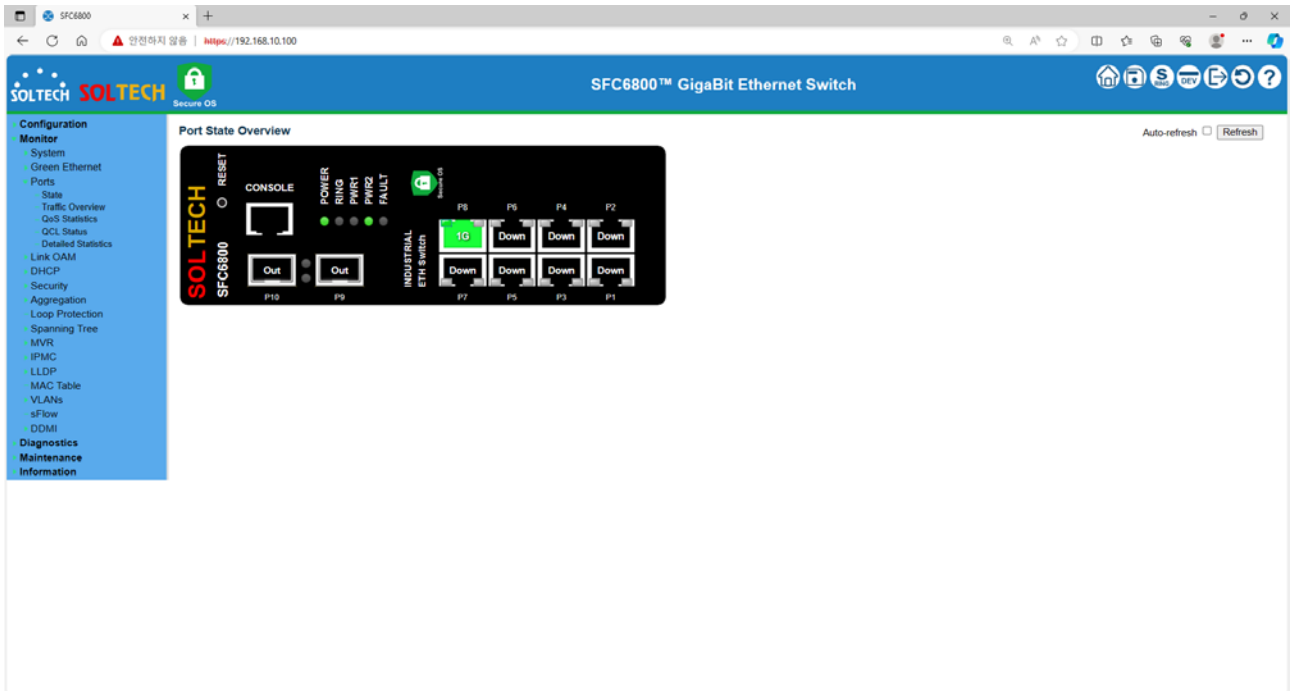 SFC6800
안전하지 않음 https://192.168.10.100
SOLTECH SOLTECH
Secure OS
SFC6800™ GigaBit Ethernet Switch
S RING
DEV
?
Configuration
Monitor
System
Green Ethernet
Ports
State
Traffic Overview
QoS Statistics
QCL Status
Detailed Statistics
Link OAM
DHCP
Security
Aggregation
Loop Protection
Spanning Tree
MVR
IPMC
LLDP
MAC Table
VLANs
sFlow
DDMI
Diagnostics
Maintenance
Information
Port State Overview
Auto-refresh Refresh
SOLTECH
SFC6800
RESET
CONSOLE
POWER
RING
PWR1
PWR2
FAULT
Secure OS
INDUSTRIAL
ETH Switch
P8 P6 P4 P2
1G Down Down Down
Out Out
Down Down Down Down
P10 P9
P7 P5 P3 P1